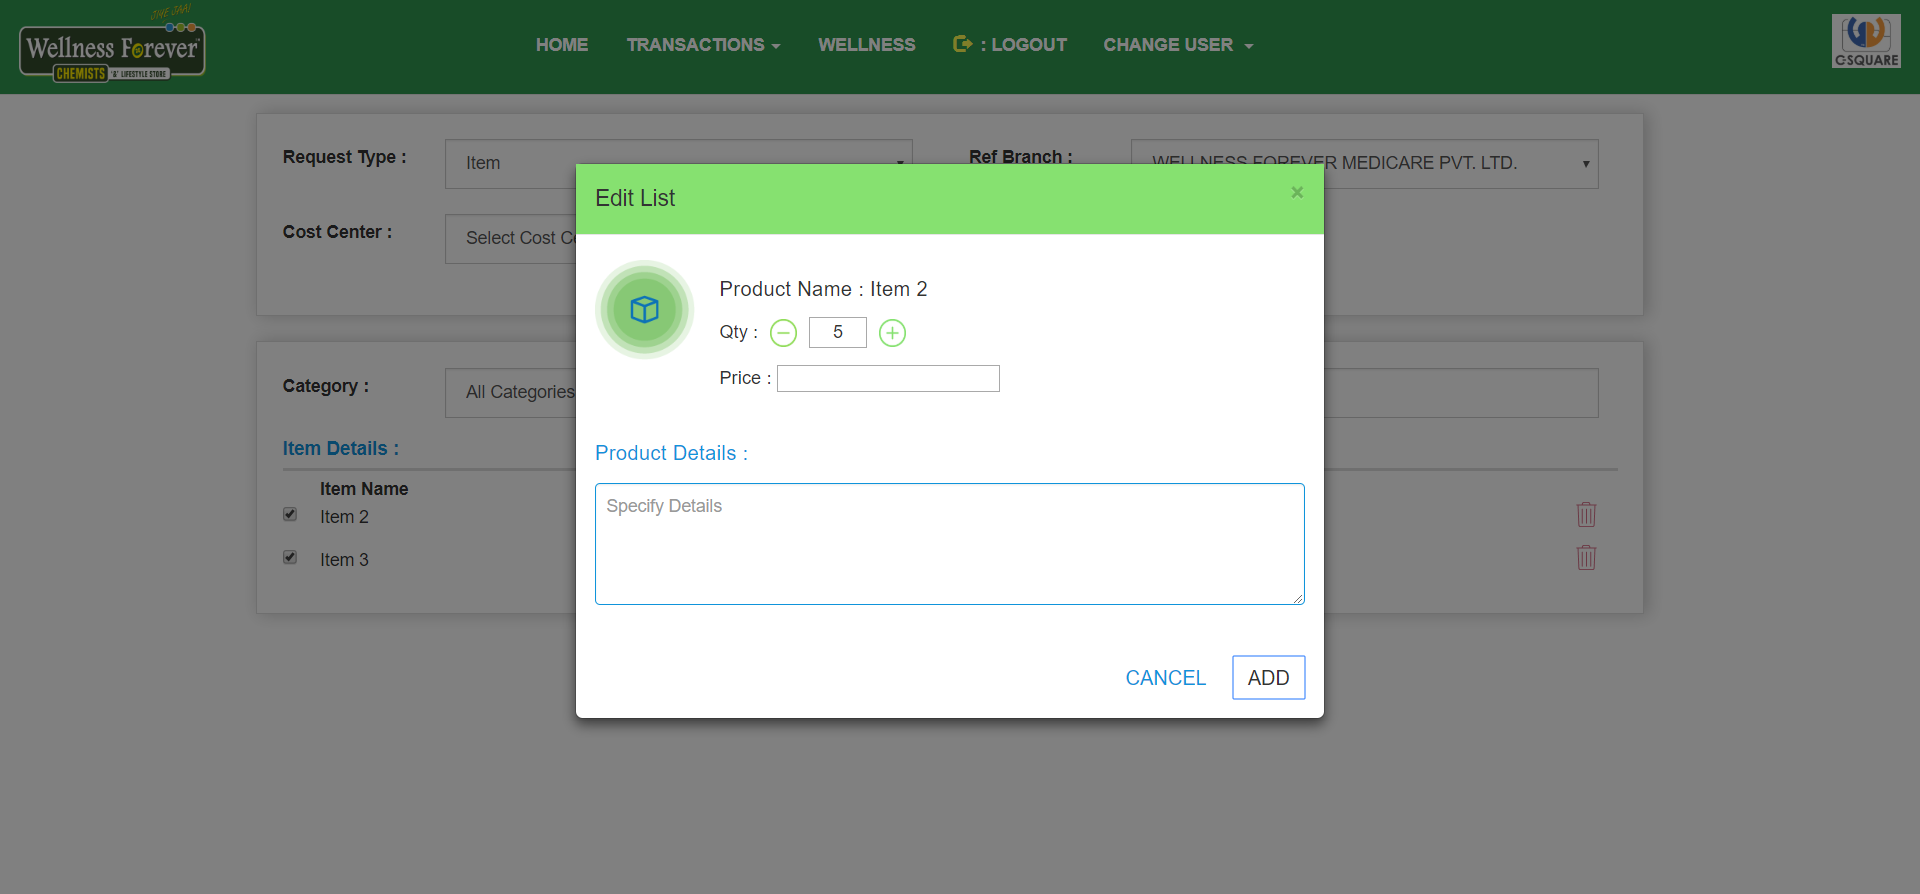 JIYE JAAI
Wellness Forever
CHEMISTS 'A' LIFESTYLE STORE
HOME TRANSACTIONS WELLNESS : LOGOUT CHANGE USER
C-SQUARE
Request Type : Item Ref Branch : WELLNESS FOREVER MEDICARE PVT. LTD.
Cost Center : Select Cost C
Edit List ×
Product Name : Item 2
Qty : 5
Price :
Category : All Categories
Item Details :
Product Details :
Item Name
Specify Details
Item 2
Item 3
CANCEL ADD